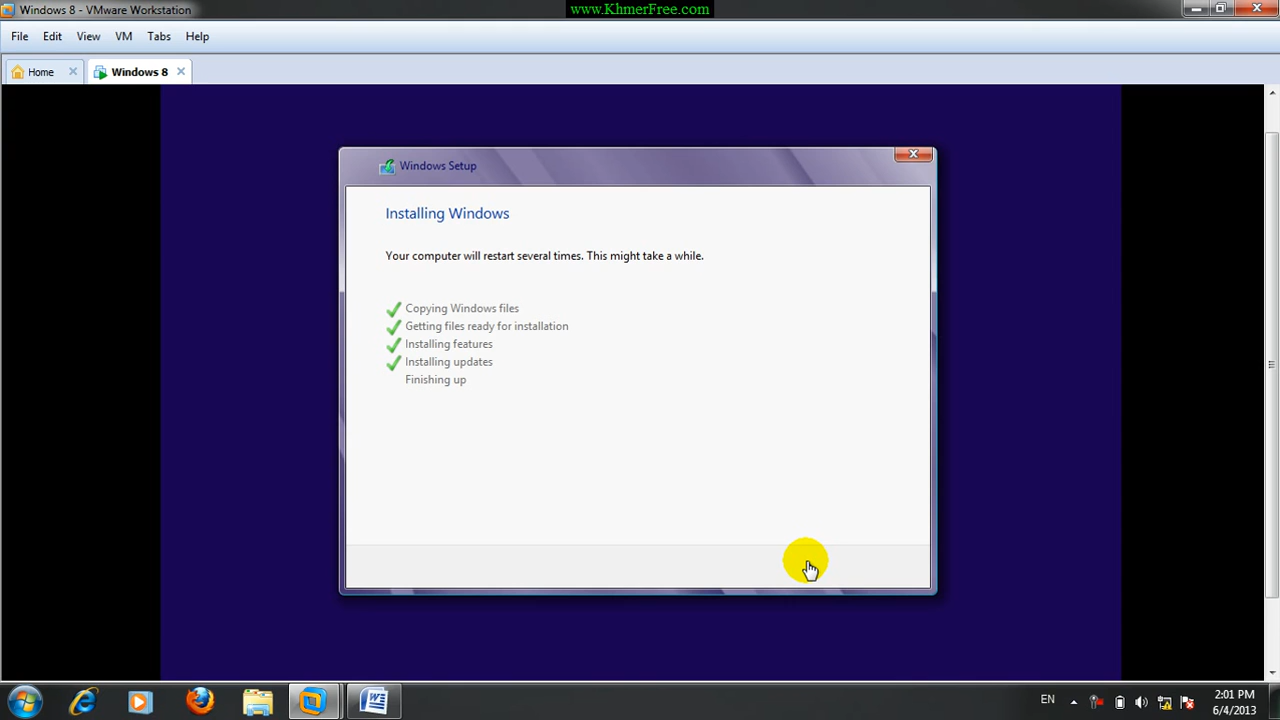 Windows 8 - VMware Workstation
www.KhmerFree.com
File Edit View VM Tabs Help
Home
Windows 8
Windows Setup
Installing Windows
Your computer will restart several times. This might take a while.
Copying Windows files
Getting files ready for installation
Installing features
Installing updates
Finishing up
EN
2:01 PM
6/4/2013